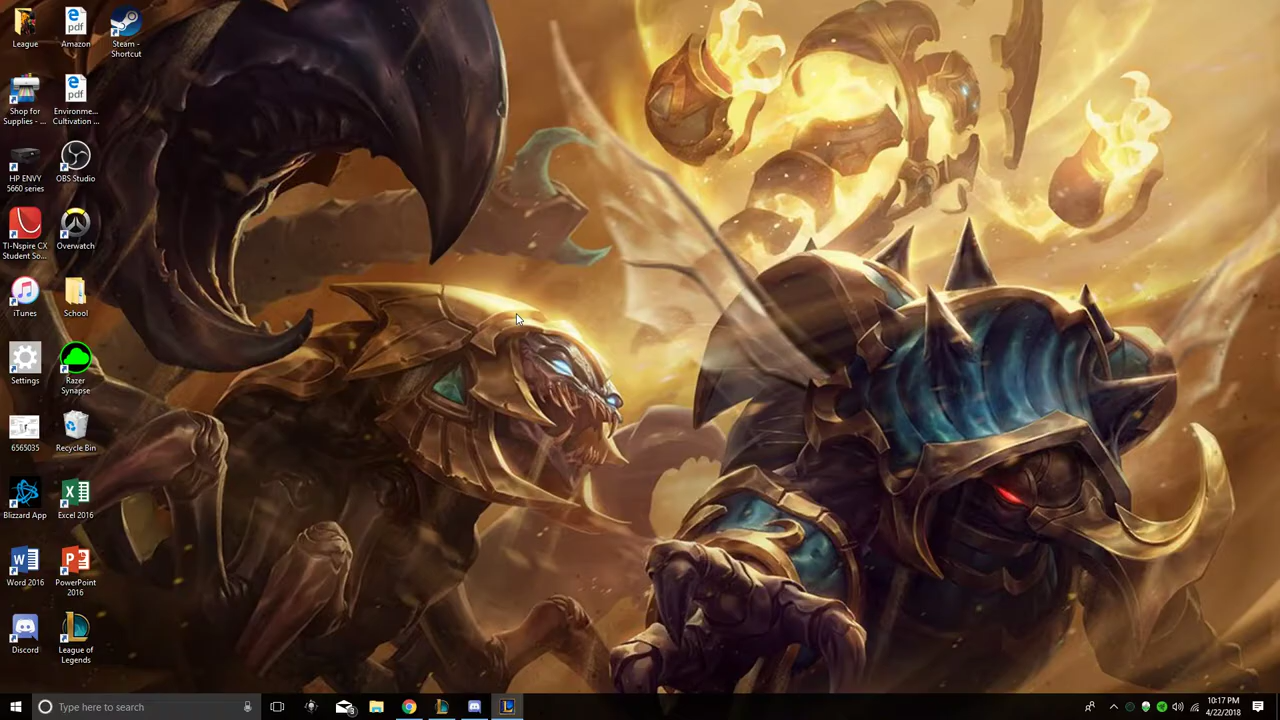 League
Amazon
Steam -
Shortcut
Shop for
Supplies - ...
Environme...
Cultivation ...
HP ENVY
5660 series
OBS Studio
TI-Nspire CX
Student So...
Overwatch
iTunes
School
Settings
Razer
Synapse
6565035
Recycle Bin
Blizzard App
Excel 2016
Word 2016
PowerPoint
2016
Discord
League of
Legends
Type here to search
10:17 PM
4/22/2018